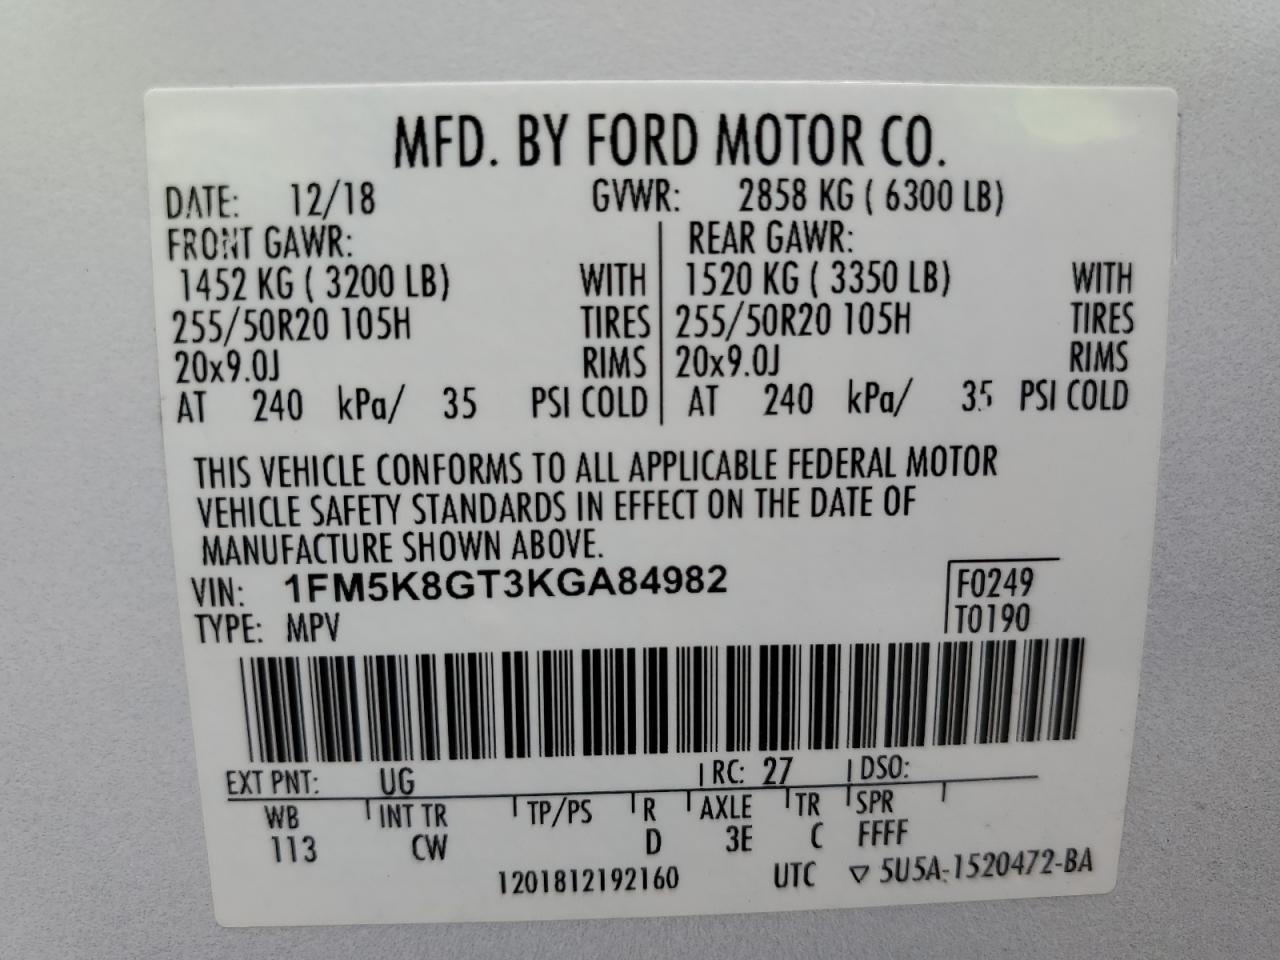 MFD. BY FORD MOTOR CO.
DATE: 12/18 GVWR: 2858 KG ( 6300 LB)
FRONT GAWR: REAR GAWR:
1452 KG ( 3200 LB) WITH 1520 KG ( 3350 LB) WITH
255/50R20 105H TIRES 255/50R20 105H TIRES
20x9.0J RIMS 20x9.0J RIMS
AT 240 kPa/ 35 PSI COLD AT 240 kPa/ 35 PSI COLD
THIS VEHICLE CONFORMS TO ALL APPLICABLE FEDERAL MOTOR
VEHICLE SAFETY STANDARDS IN EFFECT ON THE DATE OF
MANUFACTURE SHOWN ABOVE.
VIN: 1FM5K8GT3KGA84982 F0249
TYPE: MPV T0190
EXT PNT: UG RC: 27 DSO:
WB INT TR TP/PS R AXLE TR SPR
113 CW D 3E C FFFF
1201812192160 UTC ▽ 5U5A-1520472-BA